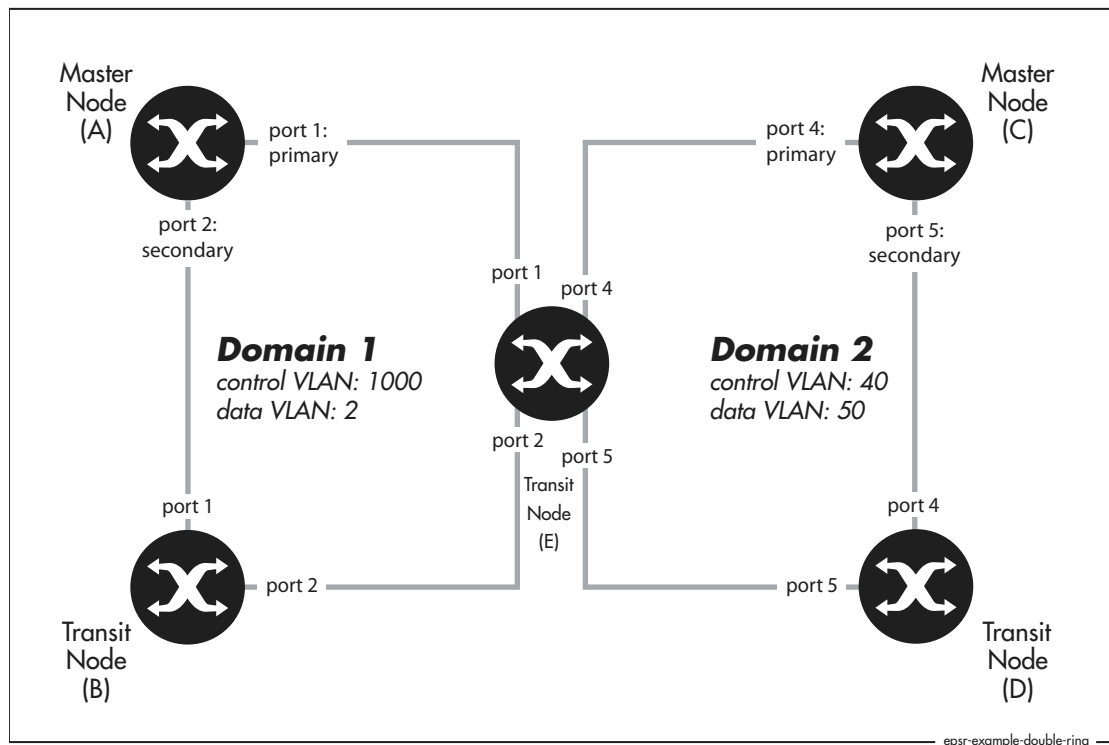 Master
Node
(A)
port 1:
primary
port 2:
secondary
port 4:
primary
Master
Node
(C)
port 5:
secondary
port 1
port 4
Domain 1
control VLAN: 1000
data VLAN: 2
Domain 2
control VLAN: 40
data VLAN: 50
port 2
port 5
Transit
Node
(E)
port 1
port 2
Transit
Node
(B)
port 4
port 5
Transit
Node
(D)
epsr-example-double-ring